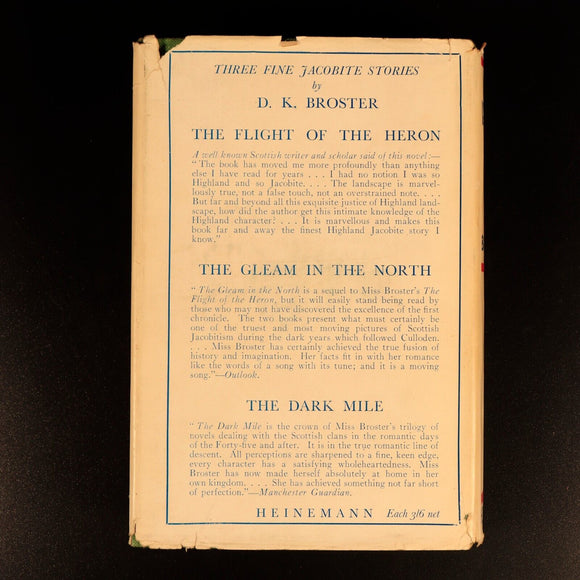 THREE FINE JACOBITE STORIES
by
D. K. BROSTER
THE FLIGHT OF THE HERON
A well known Scottish writer and scholar said of this novel:—
"The book has moved me more profoundly than anything
else I have read for years . . . I had no notion I was so
Highland and so Jacobite. . . . The landscape is marvel-
lously true, not a false touch, not an overstrained note. . . .
But far and beyond all this exquisite justice of Highland land-
scape, how did the author get this intimate knowledge of the
Highland character? . . . It is marvellous and makes this
book far and away the finest Highland Jacobite story I
know."
THE GLEAM IN THE NORTH
"The Gleam in the North is a sequel to Miss Broster's The
Flight of the Heron, but it will easily stand being read by
those who may not have discovered the excellence of the first
chronicle. The two books present what must certainly be
one of the truest and most moving pictures of Scottish
Jacobitism during the dark years which followed Culloden.
. . . Miss Broster has certainly achieved the true fusion of
history and imagination. Her facts fit in with her romance
like the words of a song with its tune; and it is a moving
song."—Outlook.
THE DARK MILE
"The Dark Mile is the crown of Miss Broster's trilogy of
novels dealing with the Scottish clans in the romantic days
of the Forty-five and after. It is in the true romantic line of
descent. All perceptions are sharpened to a fine, keen edge,
every character has a satisfying wholeheartedness. Miss
Broster has now made herself absolutely at home in her
own kingdom. . . . She has achieved something not far short
of perfection."—Manchester Guardian.
HEINEMANN Each 3/6 net